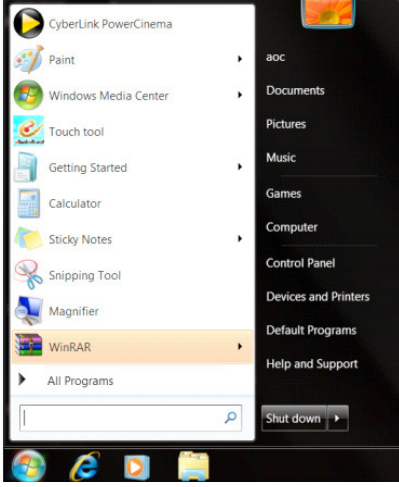 CyberLink PowerCinema
Paint
Windows Media Center
Touch tool
Getting Started
Calculator
Sticky Notes
Snipping Tool
Magnifier
WinRAR
All Programs
aoc
Documents
Pictures
Music
Games
Computer
Control Panel
Devices and Printers
Default Programs
Help and Support
Shut down